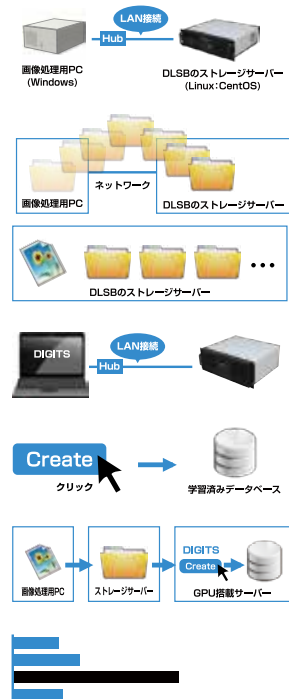 LAN接続
Hub
画像処理用PC
(Windows)
DLSBのストレージサーバー
(Linux:CentOS)
ネットワーク
画像処理用PC
DLSBのストレージサーバー
…
DLSBのストレージサーバー
DIGITS
LAN接続
Hub
Create
クリック
学習済みデータベース
DIGITS
Create
画像処理用PC
ストレージサーバー
GPU搭載サーバー